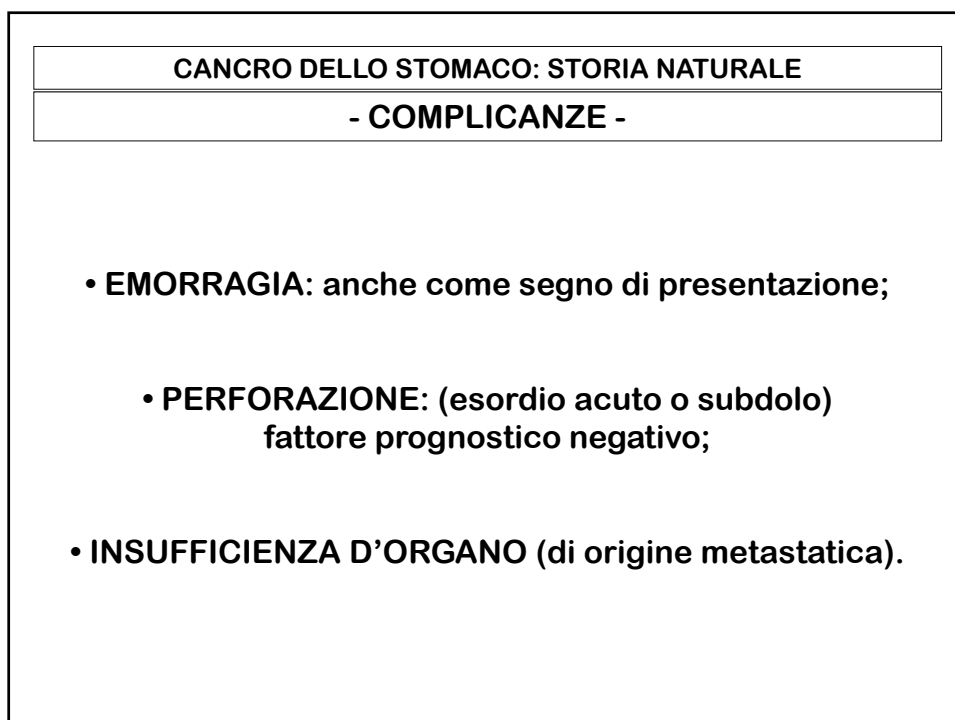 CANCRO DELLO STOMACO: STORIA NATURALE
- COMPLICANZE -
• EMORRAGIA: anche come segno di presentazione;
• PERFORAZIONE: (esordio acuto o subdolo)
fattore prognostico negativo;
• INSUFFICIENZA D’ORGANO (di origine metastatica).